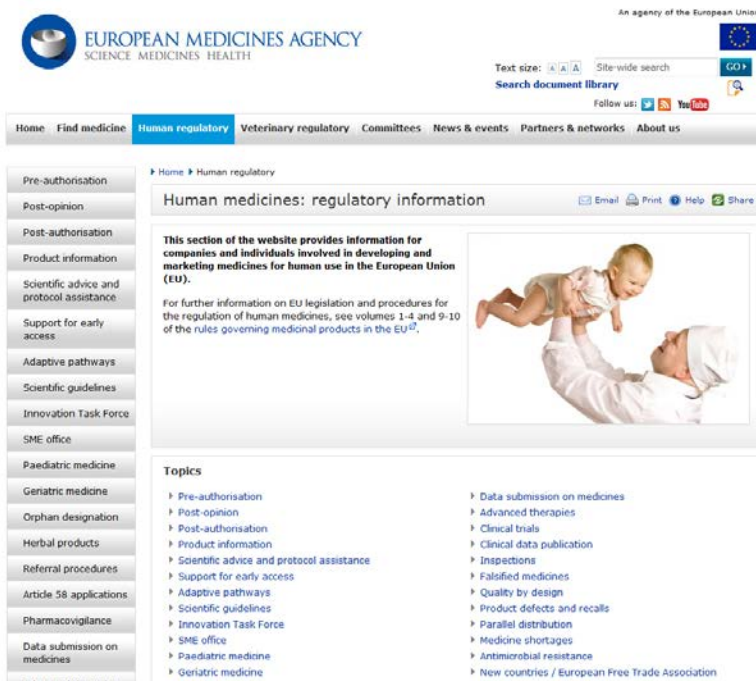 An agency of the European Union
EUROPEAN MEDICINES AGENCY
SCIENCE MEDICINES HEALTH
Text size: A A A
Site-wide search
GO
Search document library
Follow us:
YouTube
Home Find medicine Human regulatory Veterinary regulatory Committees News & events Partners & networks About us
Pre-authorisation
Post-opinion
Post-authorisation
Product information
Scientific advice and
protocol assistance
Support for early
access
Adaptive pathways
Scientific guidelines
Innovation Task Force
SME office
Paediatric medicine
Geriatric medicine
Orphan designation
Herbal products
Referral procedures
Article 58 applications
Pharmacovigilance
Data submission on
medicines
Home Human regulatory
Human medicines: regulatory information
Email Print Help Share
This section of the website provides information for
companies and individuals involved in developing and
marketing medicines for human use in the European Union
(EU).
For further information on EU legislation and procedures for
the regulation of human medicines, see volumes 1-4 and 9-10
of the rules governing medicinal products in the EU.
Topics
Pre-authorisation
Post-opinion
Post-authorisation
Product information
Scientific advice and protocol assistance
Support for early access
Adaptive pathways
Scientific guidelines
Innovation Task Force
SME office
Paediatric medicine
Geriatric medicine
Data submission on medicines
Advanced therapies
Clinical trials
Clinical data publication
Inspections
Falsified medicines
Quality by design
Product defects and recalls
Parallel distribution
Medicine shortages
Antimicrobial resistance
New countries / European Free Trade Association